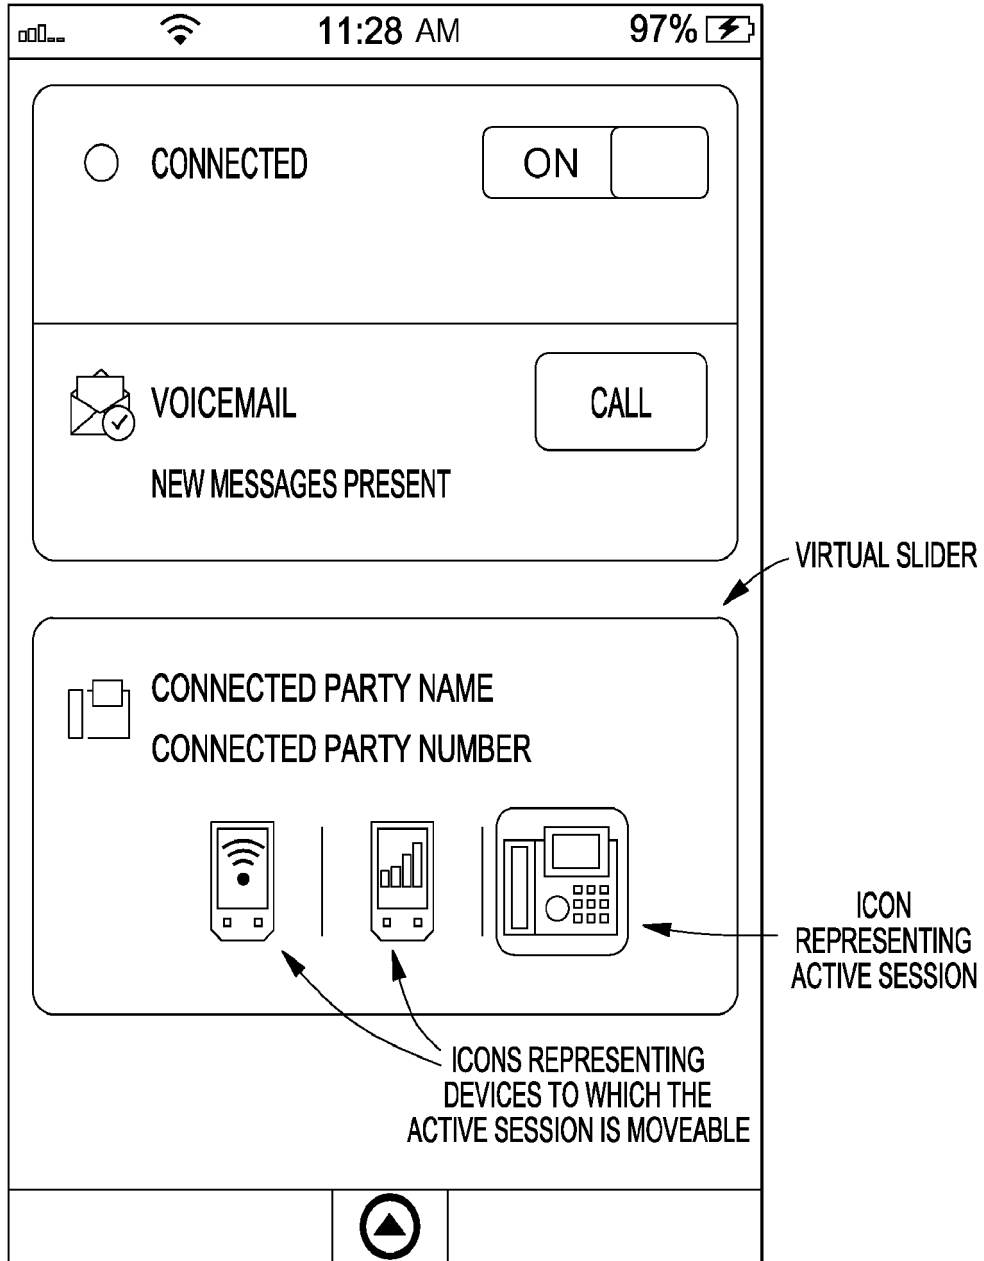 11:28 AM 97%
CONNECTED ON
VOICEMAIL CALL
NEW MESSAGES PRESENT
VIRTUAL SLIDER
CONNECTED PARTY NAME
CONNECTED PARTY NUMBER
ICON
REPRESENTING
ACTIVE SESSION
ICONS REPRESENTING
DEVICES TO WHICH THE
ACTIVE SESSION IS MOVEABLE